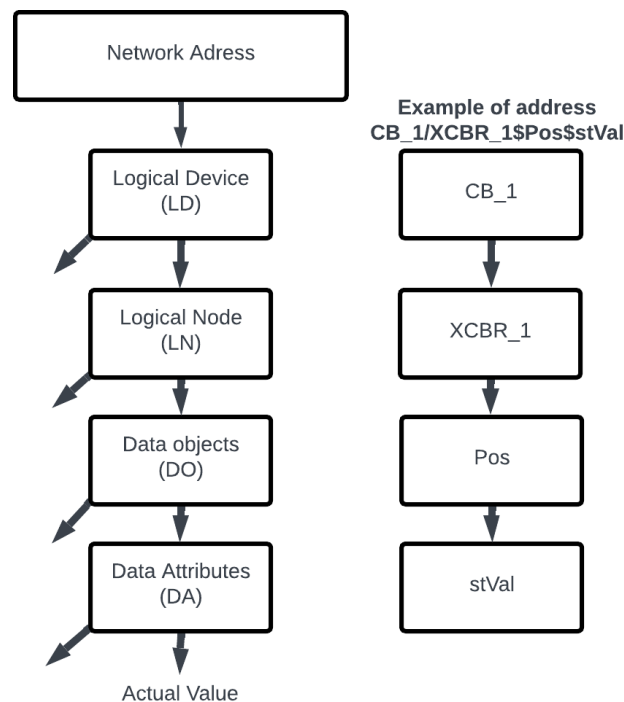 Network Adress
Example of address
CB_1/XCBR_1$Pos$stVal
Logical Device
(LD)
CB_1
Logical Node
(LN)
XCBR_1
Data objects
(DO)
Pos
Data Attributes
(DA)
stVal
Actual Value